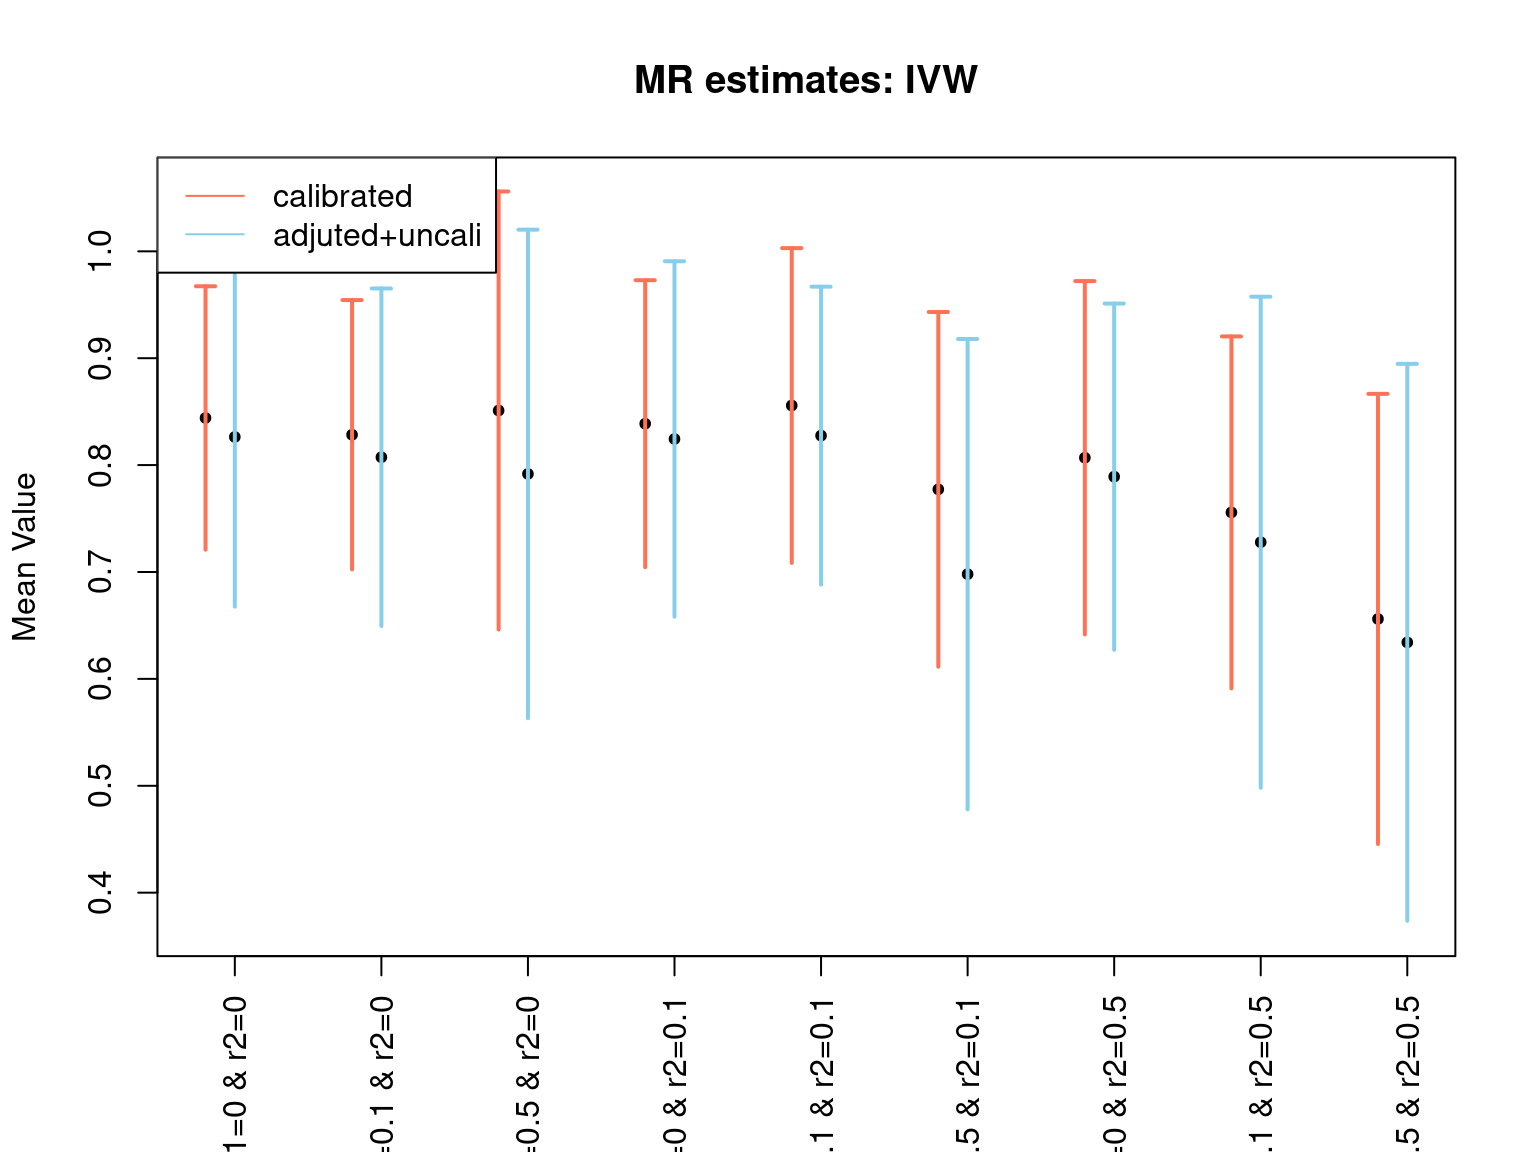 MR estimates: IVW
calibrated
adjuted+uncali
Mean Value
1.0
0.9
0.8
0.7
0.6
0.5
0.4
1=0 & r2=0
=0.1 & r2=0
=0.5 & r2=0
=0 & r2=0.1
.1 & r2=0.1
.5 & r2=0.1
=0 & r2=0.5
.1 & r2=0.5
.5 & r2=0.5